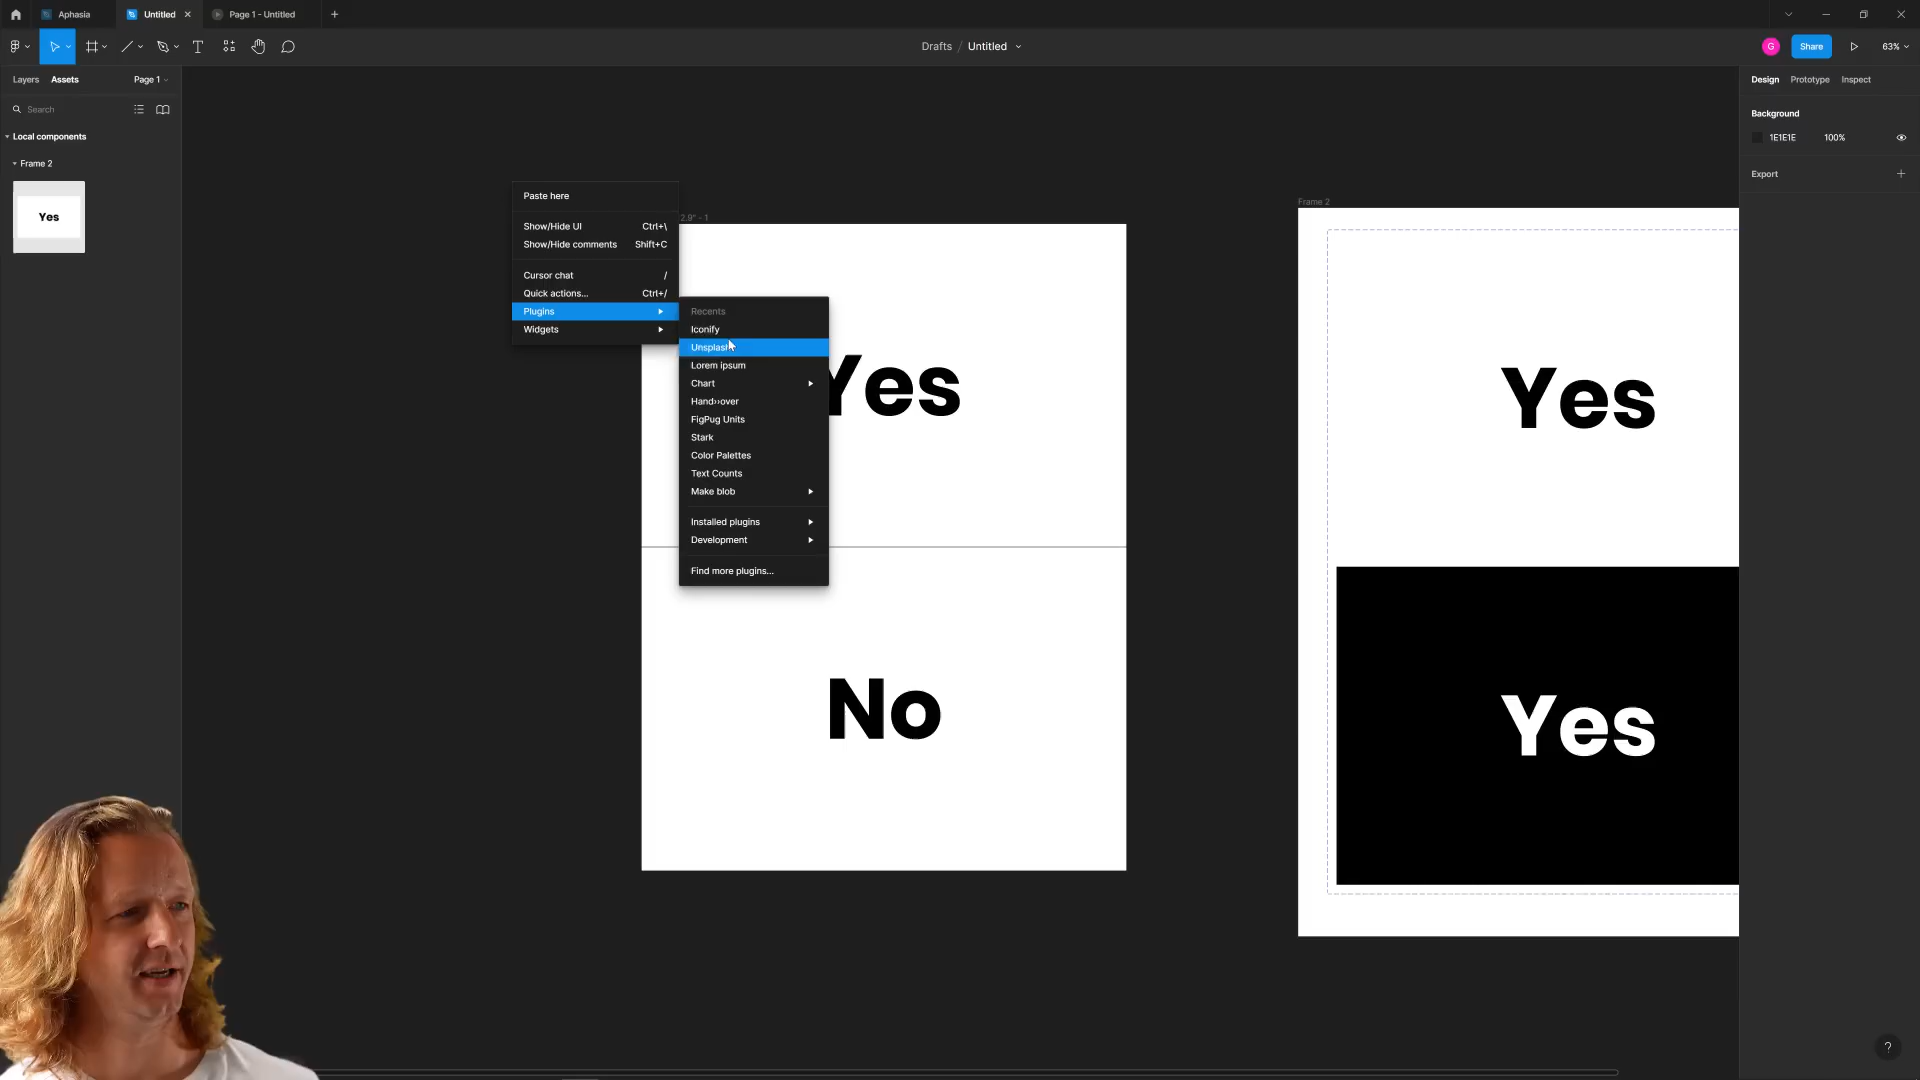 Aphasia
Untitled
Page 1 - Untitled
Drafts / Untitled
G
Share
63%
Layers
Assets
Page 1
Search
Local components
Frame 2
Yes
Paste here
Show/Hide UI Ctrl+\
Show/Hide comments Shift+C
Cursor chat /
Quick actions... Ctrl+/
Plugins
Widgets
Recents
Iconify
Lorem ipsum
Chart
Hand››over
FigPug Units
Stark
Color Palettes
Text Counts
Make blob
Installed plugins
Development
Find more plugins...
2.9" - 1
Yes
No
Frame 2
Yes
Yes
Design
Prototype
Inspect
Background
1E1E1E 100%
Export
?